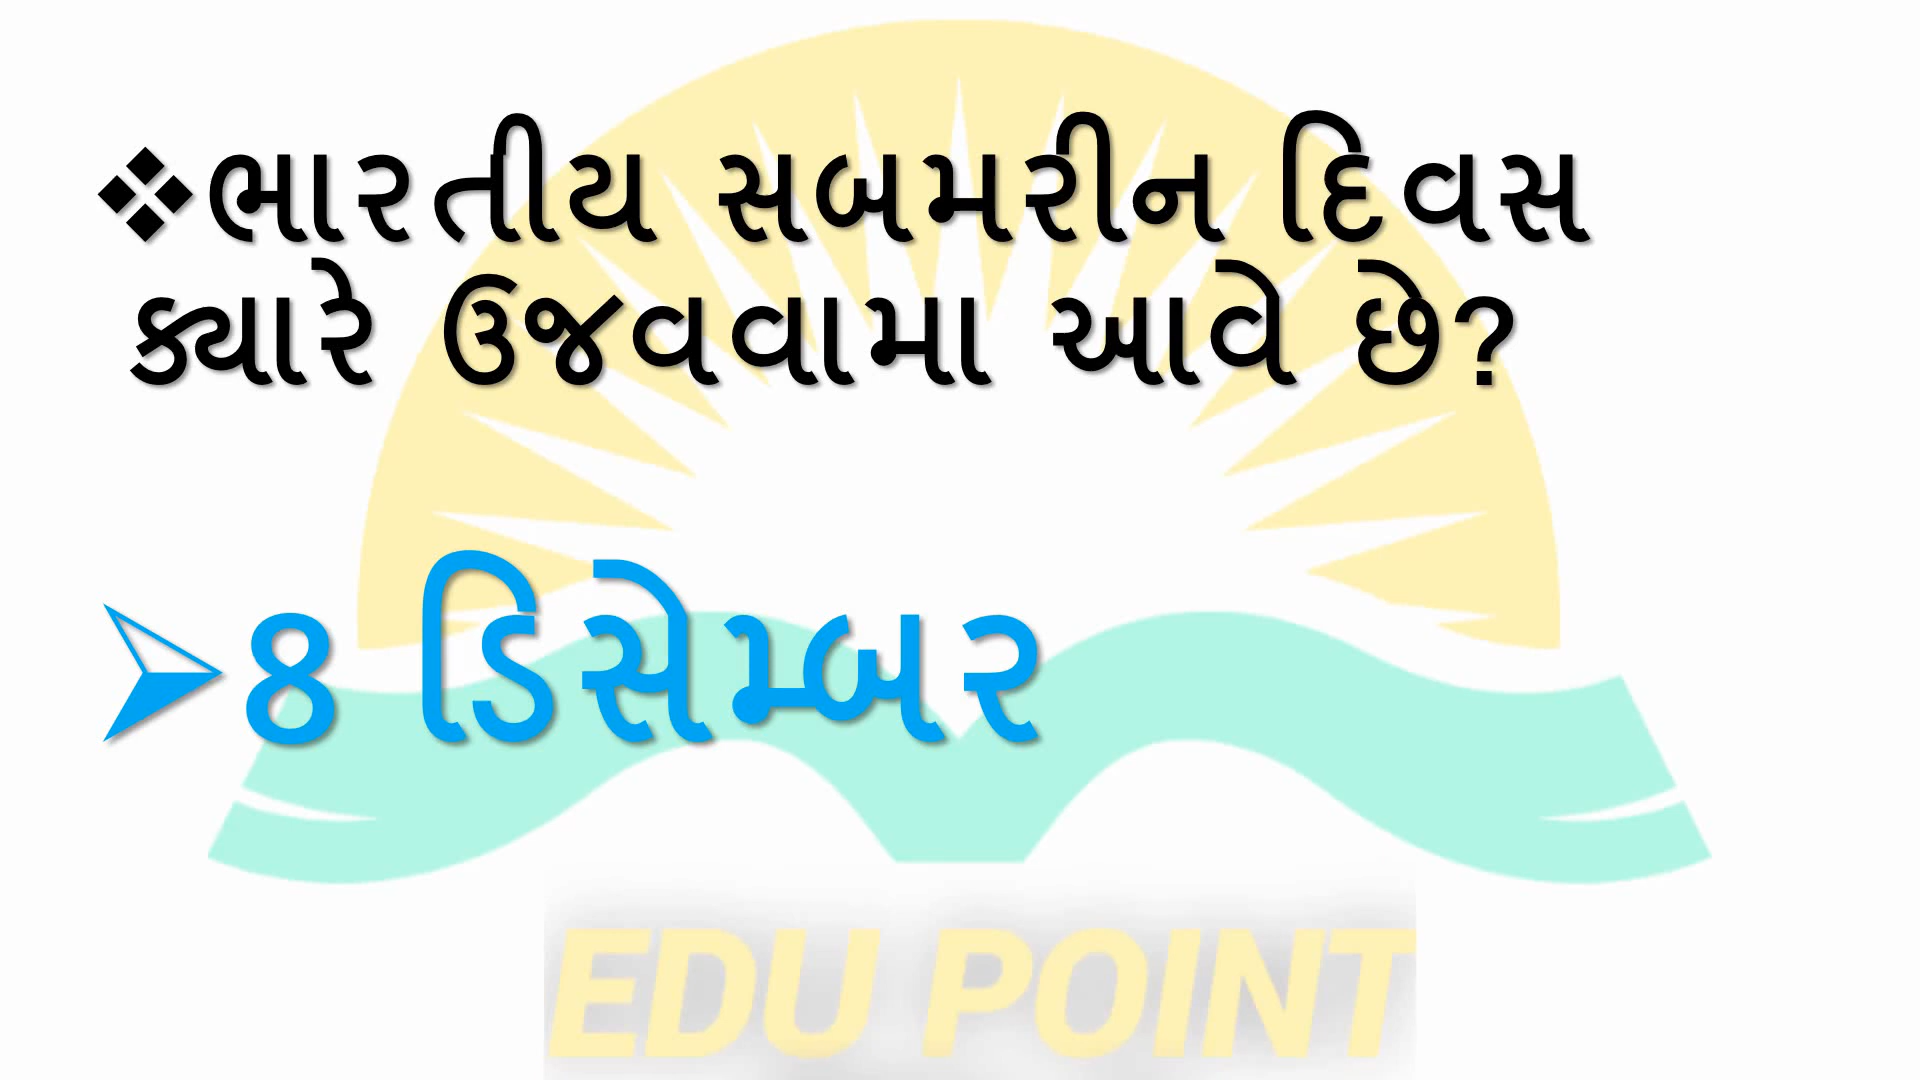 ❖ભારતીય સબમરીન દિવસ
ક્યારે ઉજવવામા આવે છે?
➢8 ડિસેમ્બર
EDU POINT